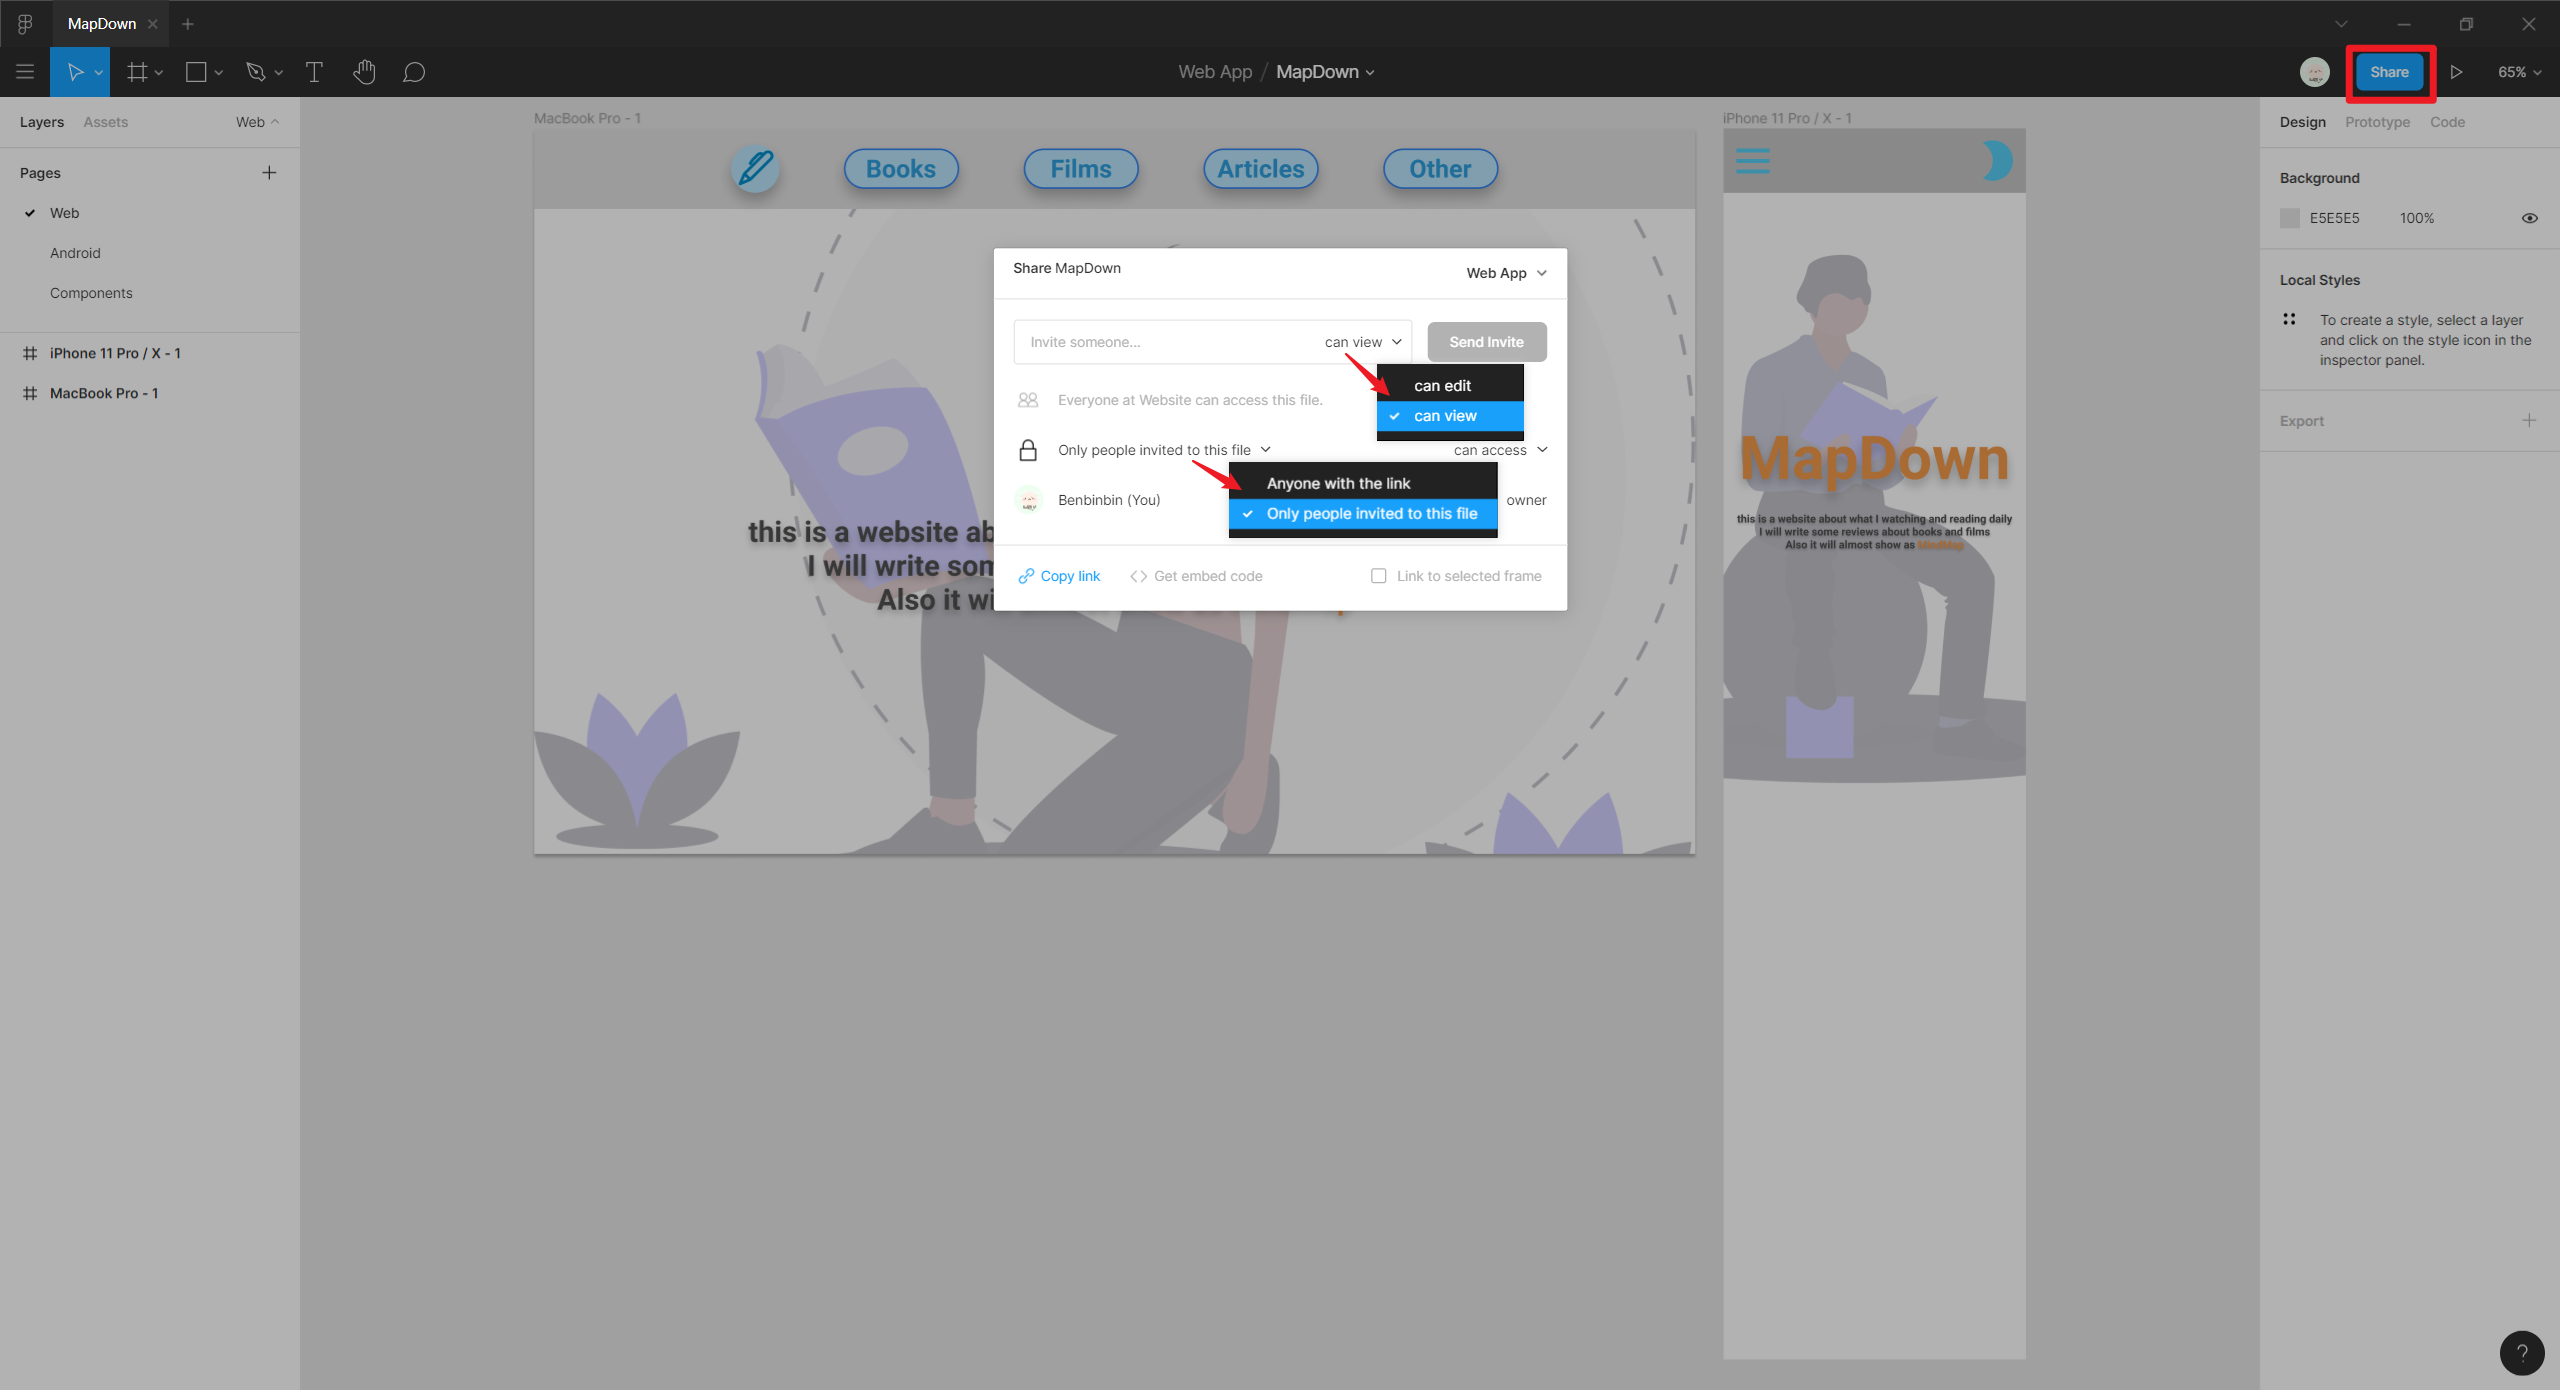 MapDown
Web App / MapDown
Share
65%
Layers
Assets
Web
Pages
Web
Android
Components
iPhone 11 Pro / X - 1
MacBook Pro - 1
MacBook Pro - 1
Books
Films
Articles
Other
this is a website ab
I will write som
Also it wi
Share MapDown
Web App
Invite someone...
can view
Send Invite
can edit
can view
Everyone at Website can access this file.
Only people invited to this file
can access
Anyone with the link
Only people invited to this file
Benbinbin (You)
owner
Copy link
Get embed code
Link to selected frame
iPhone 11 Pro / X - 1
MapDown
this is a website about what I watching and reading daily
I will write some reviews about books and films
Also it will almost show as MindMap
Design
Prototype
Code
Background
E5E5E5
100%
Local Styles
To create a style, select a layer
and click on the style icon in the
inspector panel.
Export
?